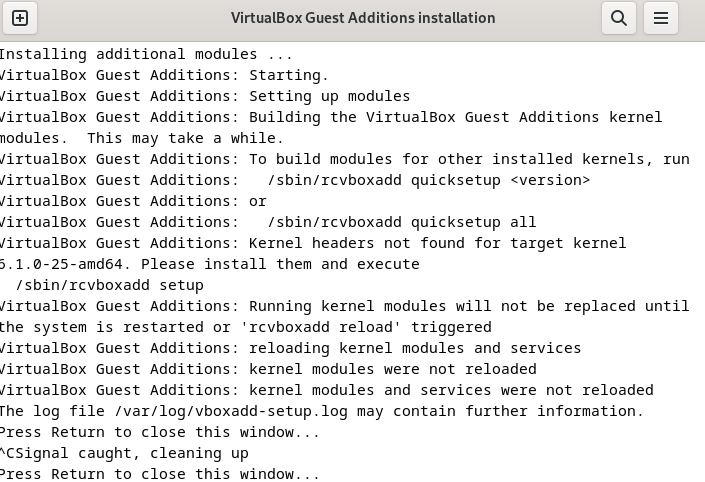 VirtualBox Guest Additions installation
Installing additional modules ...
VirtualBox Guest Additions: Starting.
VirtualBox Guest Additions: Setting up modules
VirtualBox Guest Additions: Building the VirtualBox Guest Additions kernel
modules.  This may take a while.
VirtualBox Guest Additions: To build modules for other installed kernels, run
VirtualBox Guest Additions:   /sbin/rcvboxadd quicksetup <version>
VirtualBox Guest Additions: or
VirtualBox Guest Additions:   /sbin/rcvboxadd quicksetup all
VirtualBox Guest Additions: Kernel headers not found for target kernel
6.1.0-25-amd64. Please install them and execute
  /sbin/rcvboxadd setup
VirtualBox Guest Additions: Running kernel modules will not be replaced until
the system is restarted or 'rcvboxadd reload' triggered
VirtualBox Guest Additions: reloading kernel modules and services
VirtualBox Guest Additions: kernel modules were not reloaded
VirtualBox Guest Additions: kernel modules and services were not reloaded
The log file /var/log/vboxadd-setup.log may contain further information.
Press Return to close this window...
^CSignal caught, cleaning up
Press Return to close this window...